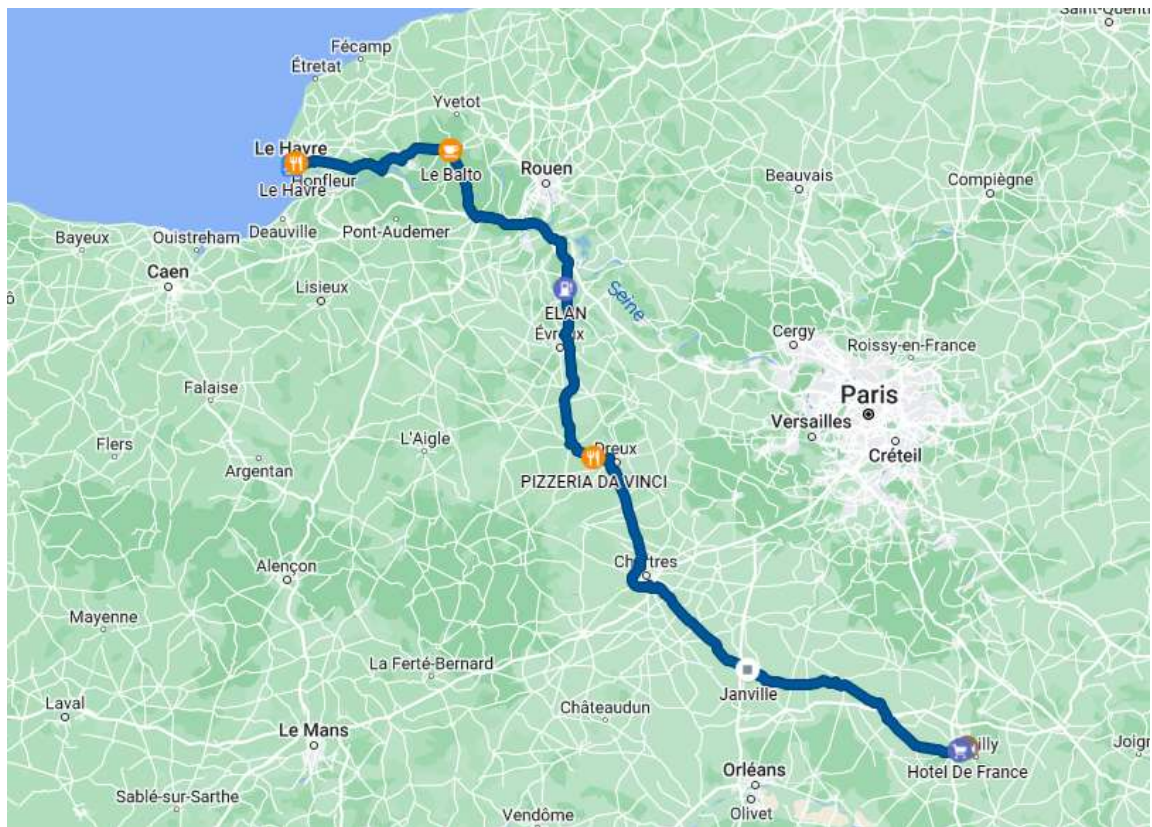 Saint-Quent
Fécamp
Étretat
Yvetot
Le Havre
Honfleur
Le Havre
Le Balto
Rouen
Beauvais
Compiègne
Deauville
Pont-Audemer
Bayeux
Ouistreham
Caen
Lisieux
Seine
ELAN
Évreux
Cergy
Roissy-en-France
Falaise
Paris
Versailles
Créteil
Flers
L'Aigle
Argentan
Dreux
PIZZERIA DA VINCI
Alençon
Chartres
Mayenne
La Ferté-Bernard
Janville
Laval
Châteaudun
Le Mans
illy
Joign
Hotel De France
Orléans
Olivet
Sablé-sur-Sarthe
Vendôme